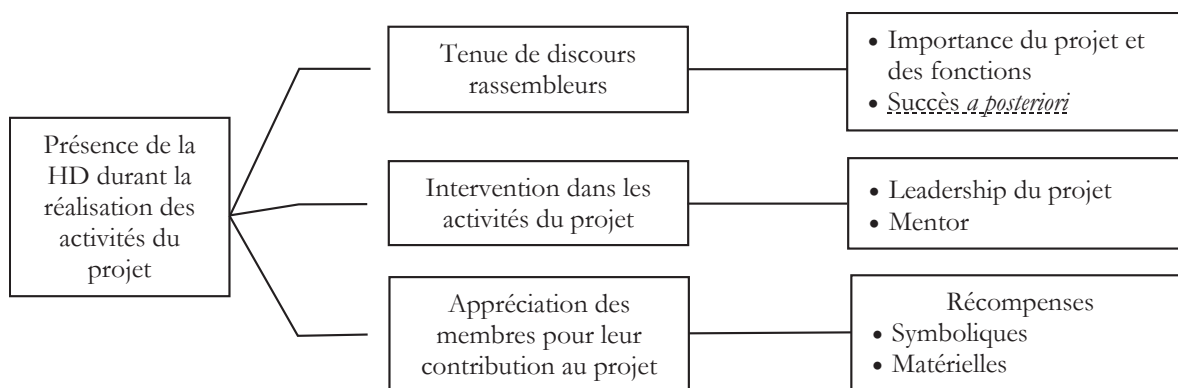 Présence de la
HD durant la
réalisation des
activités du
projet
Tenue de discours
rassembleurs
• Importance du projet et
des fonctions
• Succès a posteriori
Intervention dans les
activités du projet
• Leadership du projet
• Mentor
Appréciation des
membres pour leur
contribution au projet
Récompenses
• Symboliques
• Matérielles